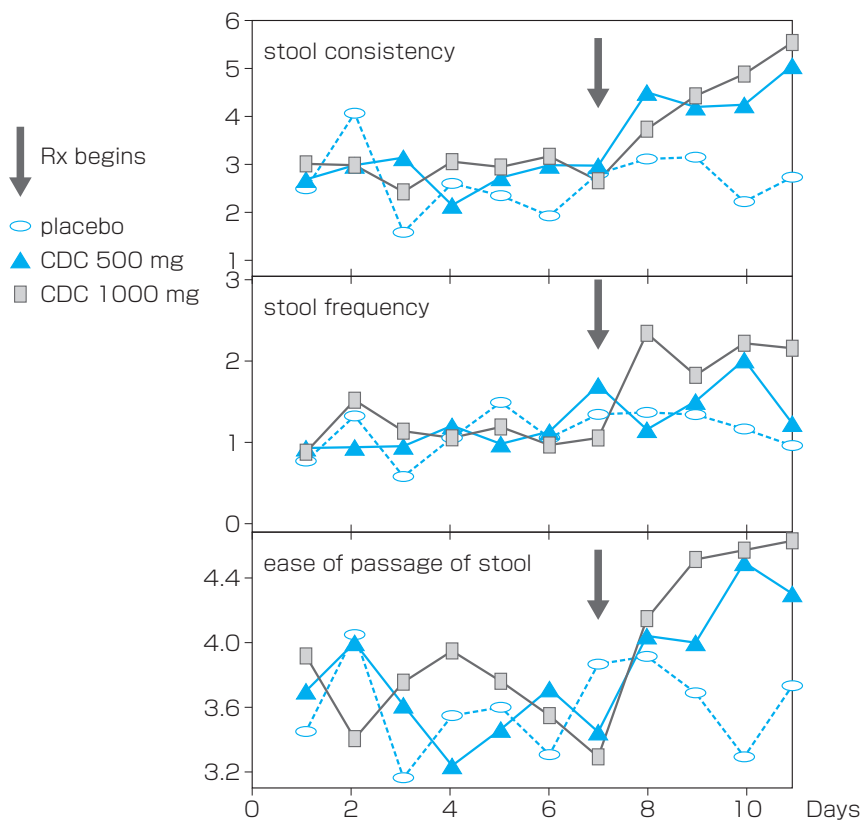 6
stool consistency
5
4
3
2
1
Rx begins
placebo
CDC 500 mg
CDC 1000 mg
3
stool frequency
2
1
0
ease of passage of stool
4.4
4.0
3.6
3.2
0 2 4 6 8 10 Days